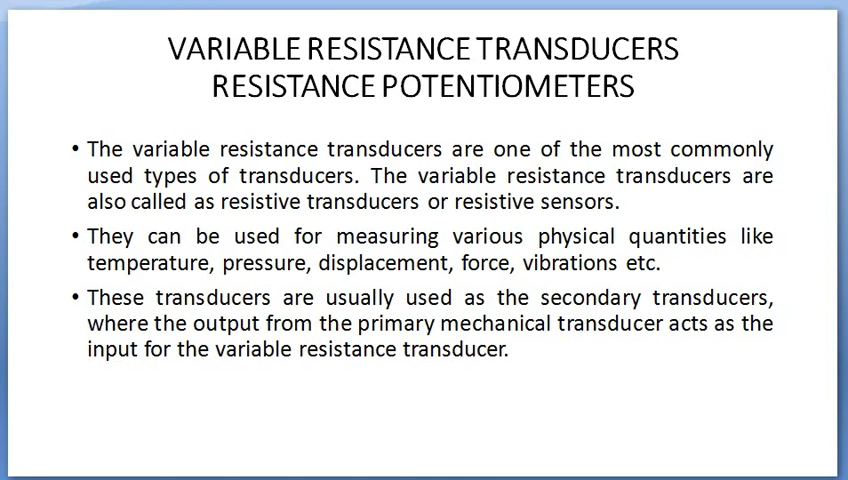 VARIABLE RESISTANCE TRANSDUCERS
RESISTANCE POTENTIOMETERS
• The variable resistance transducers are one of the most commonly
used types of transducers. The variable resistance transducers are
also called as resistive transducers or resistive sensors.
• They can be used for measuring various physical quantities like
temperature, pressure, displacement, force, vibrations etc.
• These transducers are usually used as the secondary transducers,
where the output from the primary mechanical transducer acts as the
input for the variable resistance transducer.